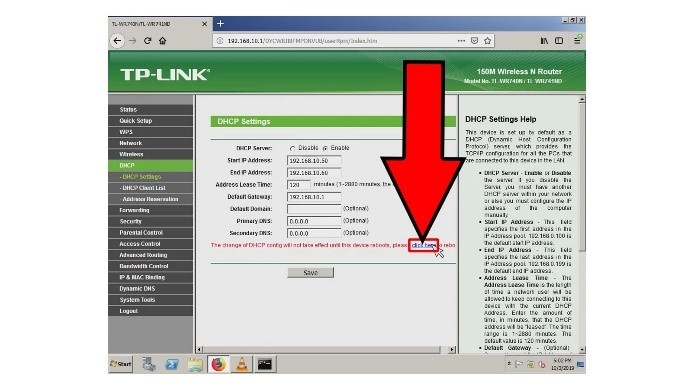 TL-WR740N/TL-WR741ND
192.168.10.1/
/userRpm/Index.htm
TP-LINK
150M Wireless N Router
Model No. TL-WR740N / TL-WR741ND
Status
Quick Setup
WPS
Network
Wireless
DHCP
- DHCP Settings
- DHCP Client List
- Address Reservation
Forwarding
Security
Parental Control
Access Control
Advanced Routing
Bandwidth Control
IP & MAC Binding
Dynamic DNS
System Tools
Logout
DHCP Settings
DHCP Server: Disable Enable
Start IP Address: 192.168.10.50
End IP Address: 192.168.10.60
Address Lease Time: 120 minutes (1~2880 minutes, the
Default Gateway: 192.168.10.1
Default Domain: (Optional)
Primary DNS: 0.0.0.0 (Optional)
Secondary DNS: 0.0.0.0 (Optional)
The change of DHCP config will not take effect until this device reboots, please click here to rebo
Save
DHCP Settings Help
This device is set up by default as a
DHCP (Dynamic Host Configuration
Protocol) server, which provides the
TCP/IP configuration for all the PCs that
are connected to this device in the LAN.
DHCP Server - Enable or Disable
the server. If you disable the
Server, you must have another
DHCP server within your network
or else you must configure the IP
address of the computer
manually.
Start IP Address - This field
specifies the first address in the
IP Address pool. 192.168.0.100 is
the default start IP address.
End IP Address - This field
specifies the last address in the
IP Address pool. 192.168.0.199 is
the default end IP address.
Address Lease Time - The
Address Lease Time is the length
of time a network user will be
allowed to keep connecting to this
device with the current DHCP
Address. Enter the amount of
time, in minutes, that the DHCP
address will be "leased". The time
range is 1~2880 minutes. The
default value is 120 minutes.
Default Gateway - (Optional)
Start
5:02 PM
10/3/2019